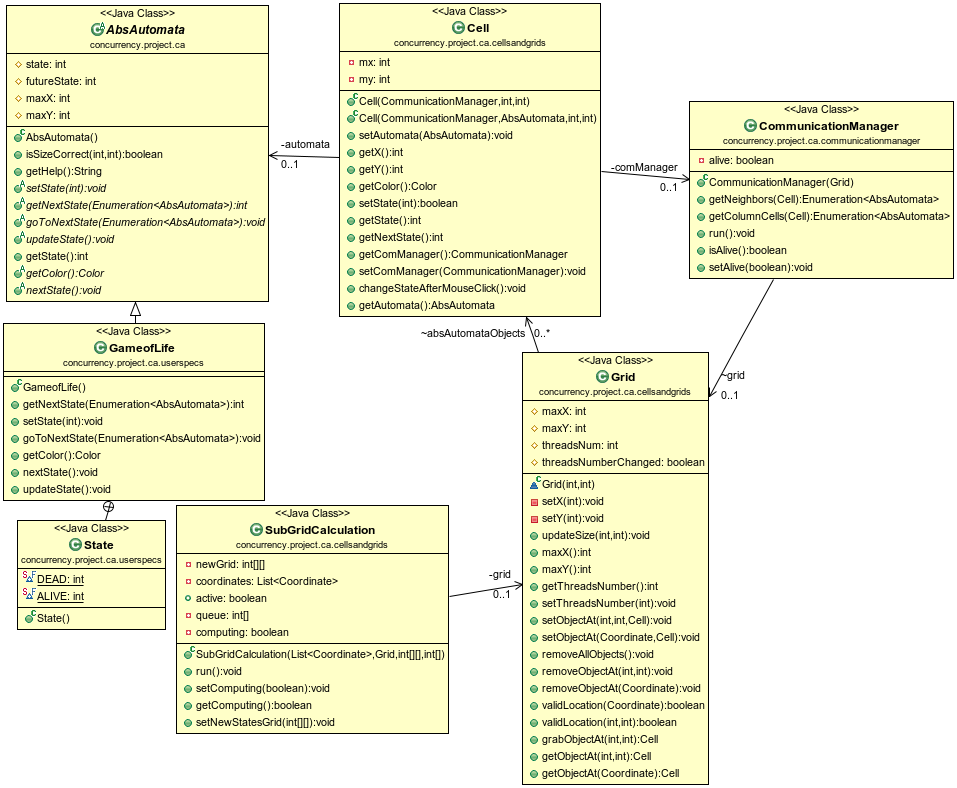 <<Java Class>>
AbsAutomata
concurrency.project.ca
state: int
futureState: int
maxX: int
maxY: int
AbsAutomata()
isSizeCorrect(int,int):boolean
getHelp():String
setState(int):void
getNextState(Enumeration<AbsAutomata>):int
goToNextState(Enumeration<AbsAutomata>):void
updateState():void
getState():int
getColor():Color
nextState():void
-automata
0..1
<<Java Class>>
Cell
concurrency.project.ca.cellsandgrids
mx: int
my: int
Cell(CommunicationManager,int,int)
Cell(CommunicationManager,AbsAutomata,int,int)
setAutomata(AbsAutomata):void
getX():int
getY():int
getColor():Color
setState(int):boolean
getState():int
getNextState():int
getComManager():CommunicationManager
setComManager(CommunicationManager):void
changeStateAfterMouseClick():void
getAutomata():AbsAutomata
-comManager
0..1
<<Java Class>>
CommunicationManager
concurrency.project.ca.communicationmanager
alive: boolean
CommunicationManager(Grid)
getNeighbors(Cell):Enumeration<AbsAutomata>
getColumnCells(Cell):Enumeration<AbsAutomata>
run():void
isAlive():boolean
setAlive(boolean):void
~grid
0..1
~absAutomataObjects
0..*
<<Java Class>>
GameofLife
concurrency.project.ca.userspecs
GameofLife()
getNextState(Enumeration<AbsAutomata>):int
setState(int):void
goToNextState(Enumeration<AbsAutomata>):void
getColor():Color
nextState():void
updateState():void
<<Java Class>>
State
concurrency.project.ca.userspecs
DEAD: int
ALIVE: int
State()
<<Java Class>>
SubGridCalculation
concurrency.project.ca.cellsandgrids
newGrid: int[][]
coordinates: List<Coordinate>
active: boolean
queue: int[]
computing: boolean
SubGridCalculation(List<Coordinate>,Grid,int[][],int[])
run():void
setComputing(boolean):void
getComputing():boolean
setNewStatesGrid(int[][]):void
-grid
0..1
<<Java Class>>
Grid
concurrency.project.ca.cellsandgrids
maxX: int
maxY: int
threadsNum: int
threadsNumberChanged: boolean
Grid(int,int)
setX(int):void
setY(int):void
updateSize(int,int):void
maxX():int
maxY():int
getThreadsNumber():int
setThreadsNumber(int):void
setObjectAt(int,int,Cell):void
setObjectAt(Coordinate,Cell):void
removeAllObjects():void
removeObjectAt(int,int):void
removeObjectAt(Coordinate):void
validLocation(Coordinate):boolean
validLocation(int,int):boolean
grabObjectAt(int,int):Cell
getObjectAt(int,int):Cell
getObjectAt(Coordinate):Cell